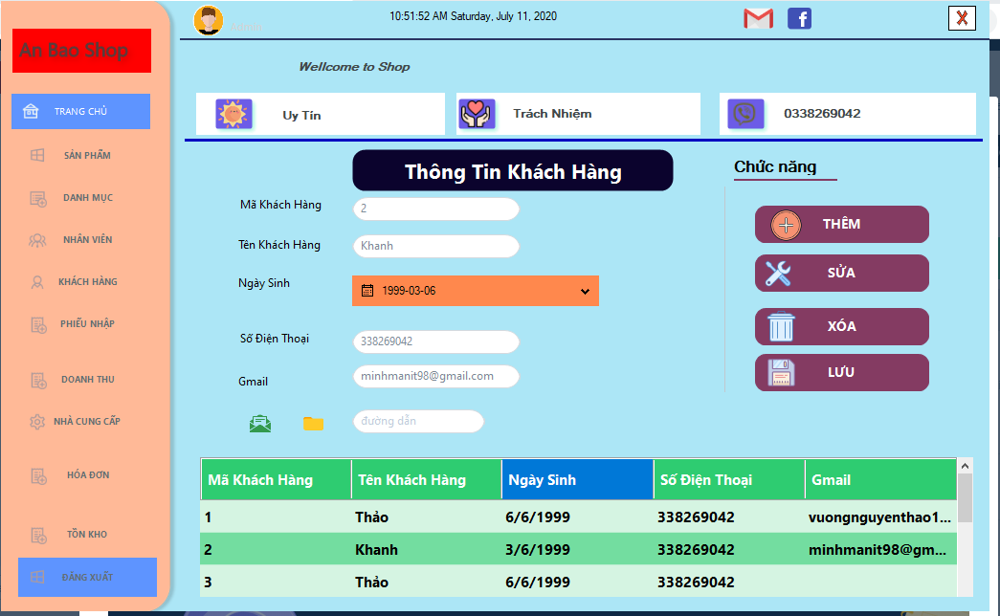 An Bao Shop
Admin
10:51:52 AM Saturday, July 11, 2020
X
Wellcome to Shop
Uy Tín
Trách Nhiệm
0338269042
TRANG CHỦ
SẢN PHẨM
DANH MỤC
NHÂN VIÊN
KHÁCH HÀNG
PHIẾU NHẬP
DOANH THU
NHÀ CUNG CẤP
HÓA ĐƠN
TỒN KHO
ĐĂNG XUẤT
Thông Tin Khách Hàng
Mã Khách Hàng
2
Tên Khách Hàng
Khanh
Ngày Sinh
1999-03-06
Số Điện Thoại
338269042
Gmail
minhmanit98@gmail.com
đường dẫn
Chức năng
THÊM
SỬA
XÓA
LƯU
Mã Khách Hàng Tên Khách Hàng Ngày Sinh Số Điện Thoại Gmail
1 Thảo 6/6/1999 338269042 vuongnguyenthao1...
2 Khanh 3/6/1999 338269042 minhmanit98@gm...
3 Thảo 6/6/1999 338269042